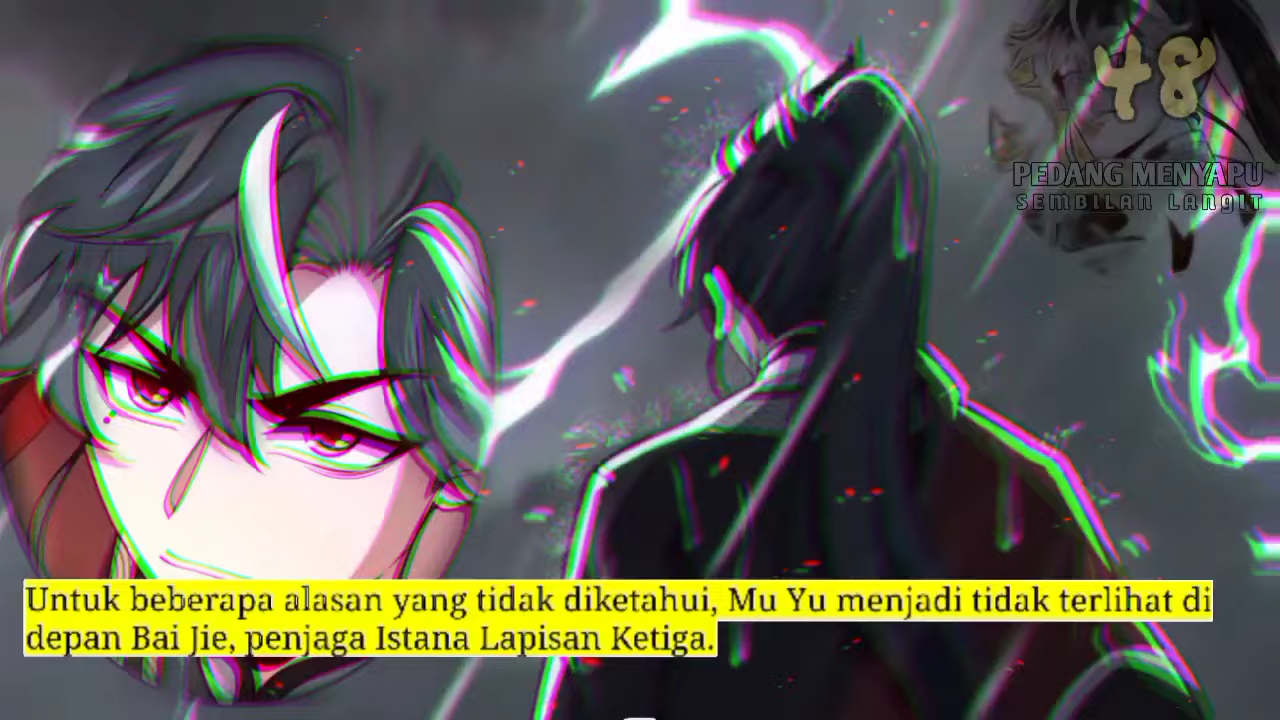 48
PEDANG MENYAPU
SEMBILAN LANGIT
Untuk beberapa alasan yang tidak diketahui, Mu Yu menjadi tidak terlihat di
depan Bai Jie, penjaga Istana Lapisan Ketiga.